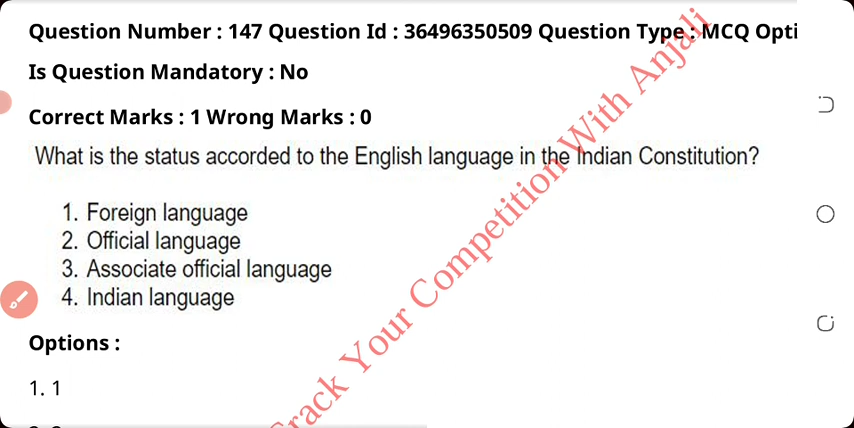 Question Number : 147 Question Id : 36496350509 Question Type : MCQ Opti
Is Question Mandatory : No
Correct Marks : 1 Wrong Marks : 0
What is the status accorded to the English language in the Indian Constitution?
1. Foreign language
2. Official language
3. Associate official language
4. Indian language
Options :
1. 1
rack Your Competition With Anjali